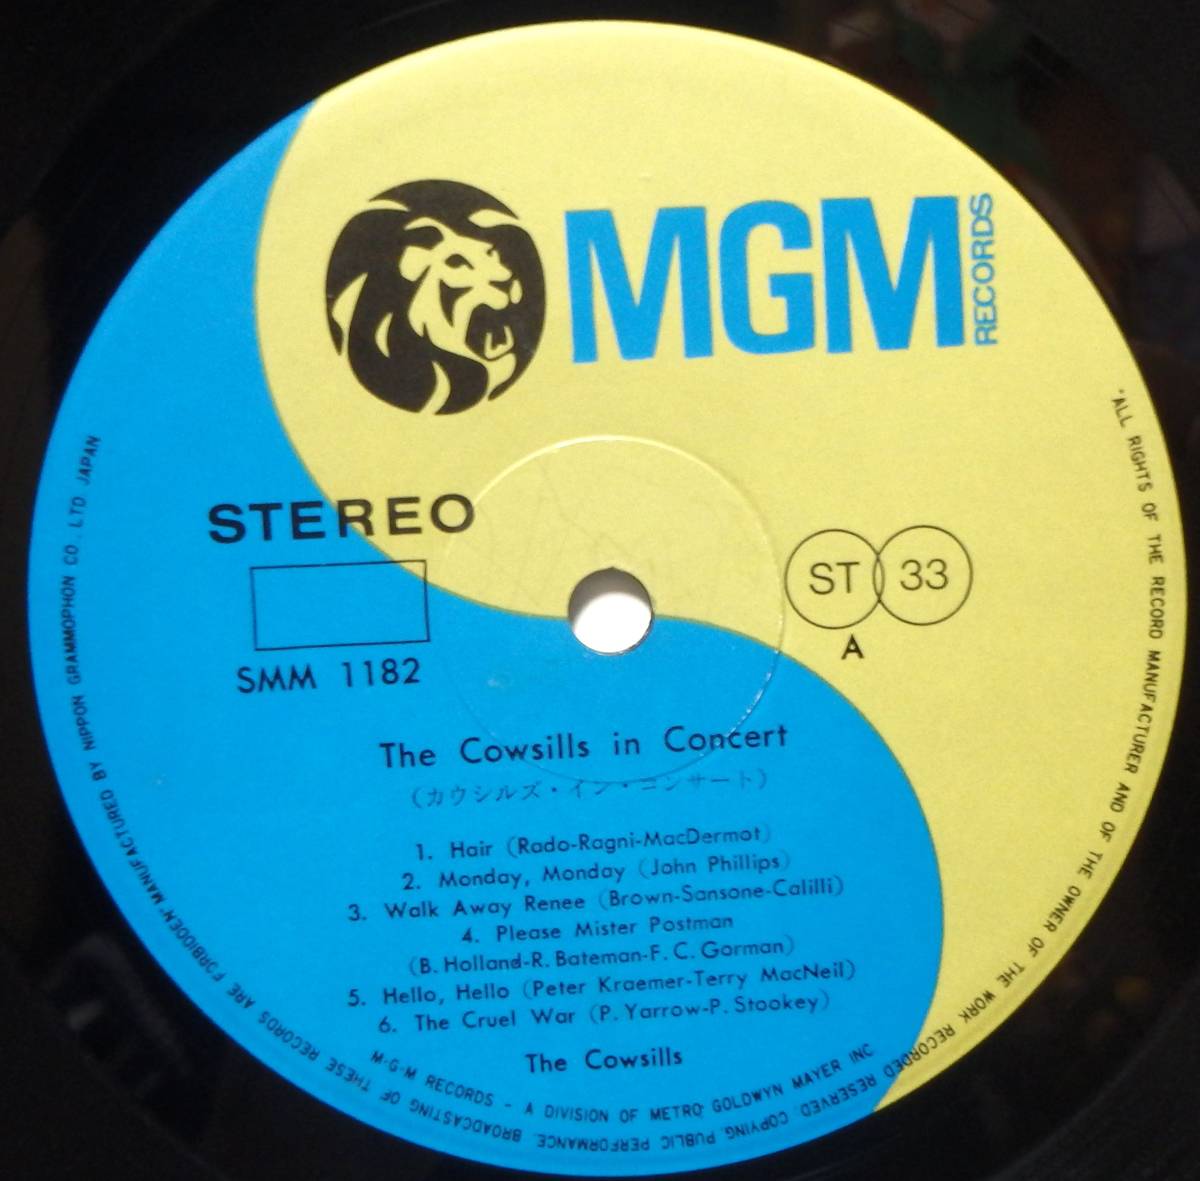 MGM
RECORDS
STEREO
SMM 1182
ST 33
A
The Cowsills in Concert
（カウシルズ・イン・コンサート）
1. Hair (Rado-Ragni-MacDermot)
2. Monday, Monday (John Phillips)
3. Walk Away Renee (Brown-Sansone-Calilli)
4. Please Mister Postman
(B. Holland-R. Bateman-F. C. Gorman)
5. Hello, Hello (Peter Kraemer-Terry MacNeil)
6. The Cruel War (P. Yarrow-P. Stookey)
The Cowsills
M-G-M RECORDS - A DIVISION OF METRO GOLDWYN MAYER INC
"ALL RIGHTS OF THE RECORD MANUFACTURER AND OF THE OWNER OF THE WORK RECORDED RESERVED. COPYING, PUBLIC PERFORMANCE, BROADCASTING OF THESE RECORDS ARE FORBIDDEN" MANUFACTURED BY NIPPON GRAMMOPHON CO., LTD. JAPAN